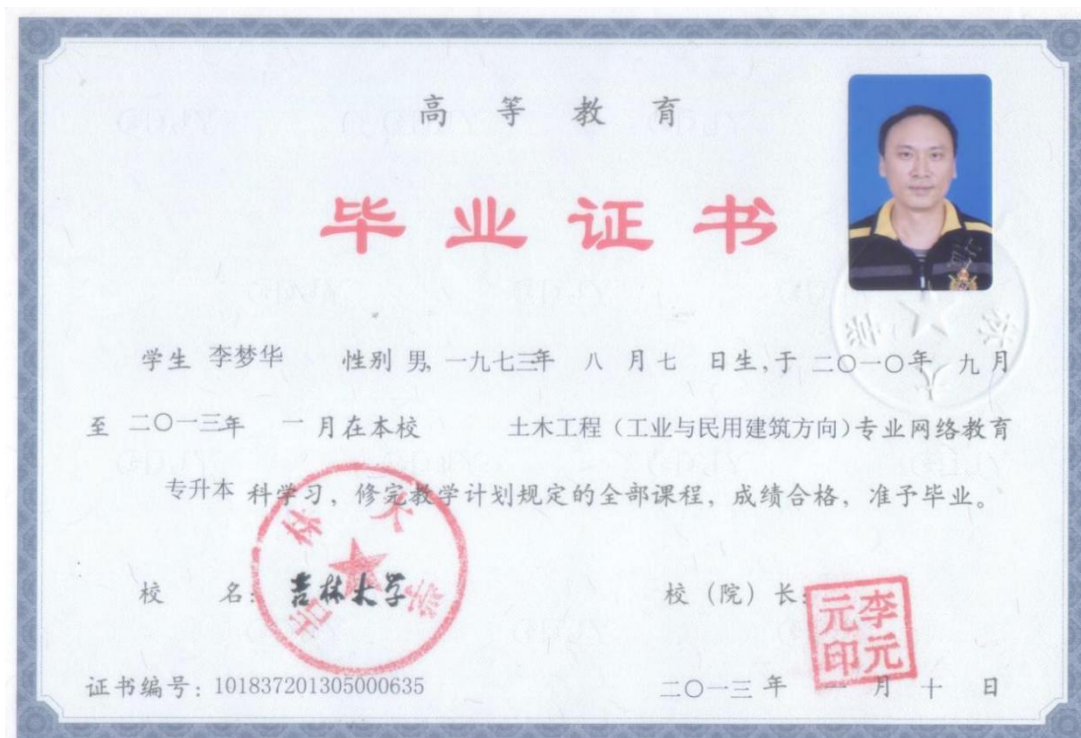 高等教育
毕业证书
学生 李梦华 性别 男, 一九七三年 八 月七 日生,于 二〇一〇年 九 月
至 二〇一三年 一 月在本校 土木工程（工业与民用建筑方向）专业网络教育
专升本 科学习，修完教学计划规定的全部课程，成绩合格，准予毕业。
校 名: 吉林大学
校（院）长:
李元元印
证书编号: 101837201305000635
二〇一三 年 一 月 十 日
吉林大学